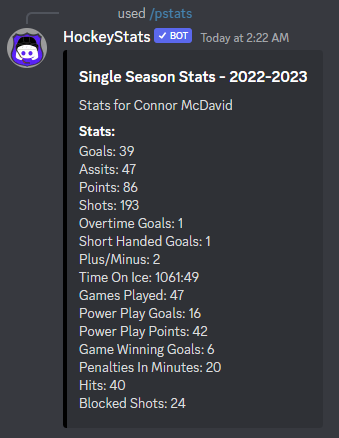 used /pstats
HockeyStats ✓ BOT Today at 2:22 AM
Single Season Stats - 2022-2023
Stats for Connor McDavid
Stats:
Goals: 39
Assits: 47
Points: 86
Shots: 193
Overtime Goals: 1
Short Handed Goals: 1
Plus/Minus: 2
Time On Ice: 1061:49
Games Played: 47
Power Play Goals: 16
Power Play Points: 42
Game Winning Goals: 6
Penalties In Minutes: 20
Hits: 40
Blocked Shots: 24